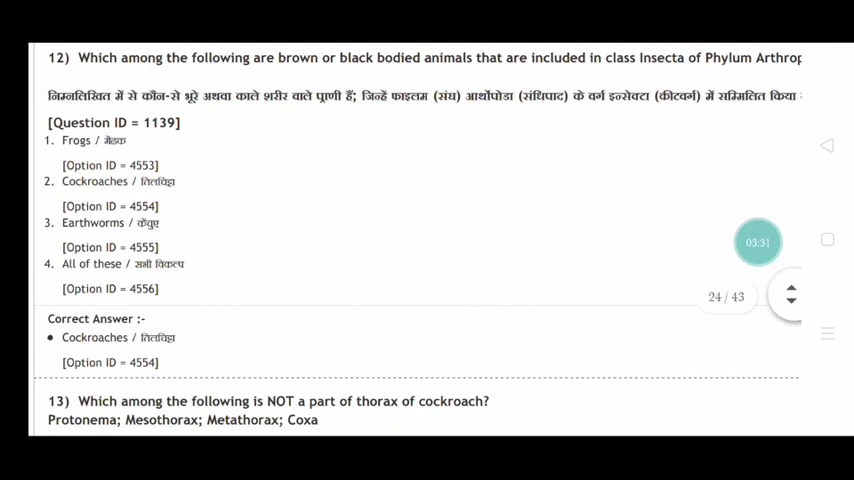 12) Which among the following are brown or black bodied animals that are included in class Insecta of Phylum Arthrop
निम्नलिखित में से कौन-से भूरे अथवा काले शरीर वाले प्राणी हैं; जिन्हें फाइलम (संघ) आर्थोपोडा (संधिपाद) के वर्ग इन्सेक्टा (कीटवर्ग) में सम्मिलित किया
[Question ID = 1139]
1. Frogs / मेंढक
[Option ID = 4553]
2. Cockroaches / तिलचिट्टा
[Option ID = 4554]
3. Earthworms / केंचुए
[Option ID = 4555]
03:31
4. All of these / सभी विकल्प
[Option ID = 4556]
24 / 43
Correct Answer :-
• Cockroaches / तिलचिट्टा
[Option ID = 4554]
13) Which among the following is NOT a part of thorax of cockroach?
Protonema; Mesothorax; Metathorax; Coxa